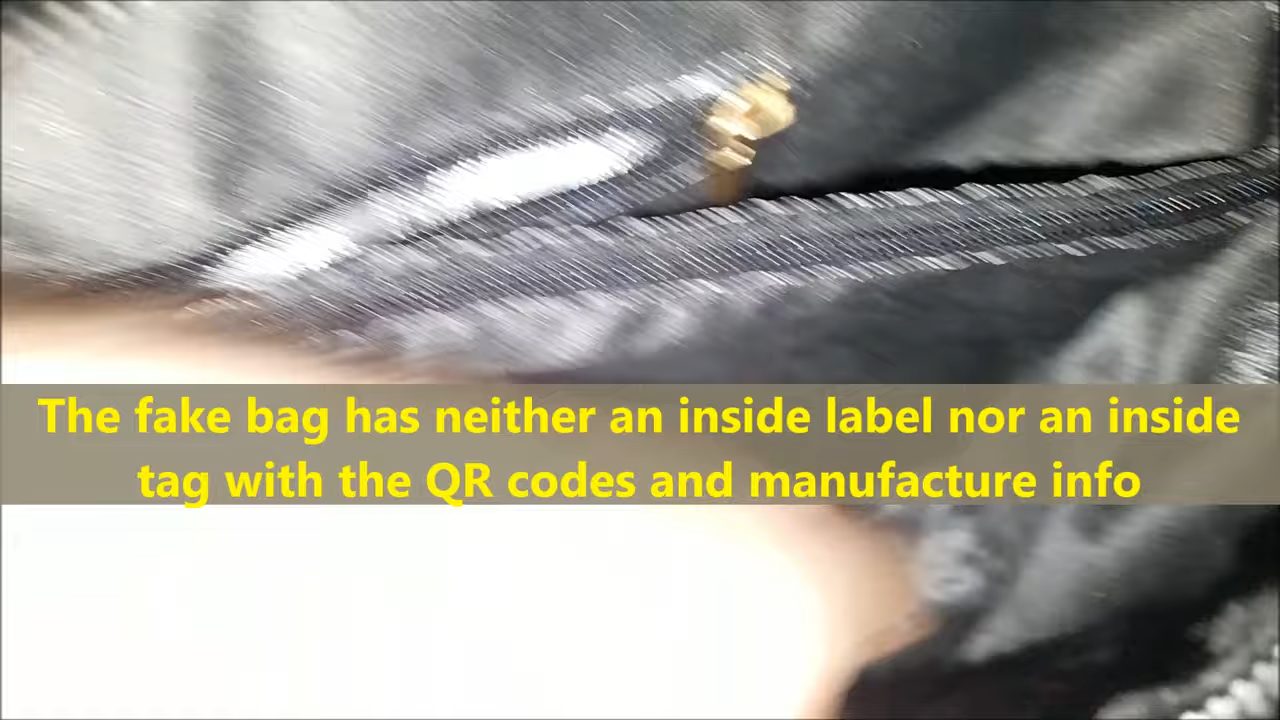 The fake bag has neither an inside label nor an inside
tag with the QR codes and manufacture info